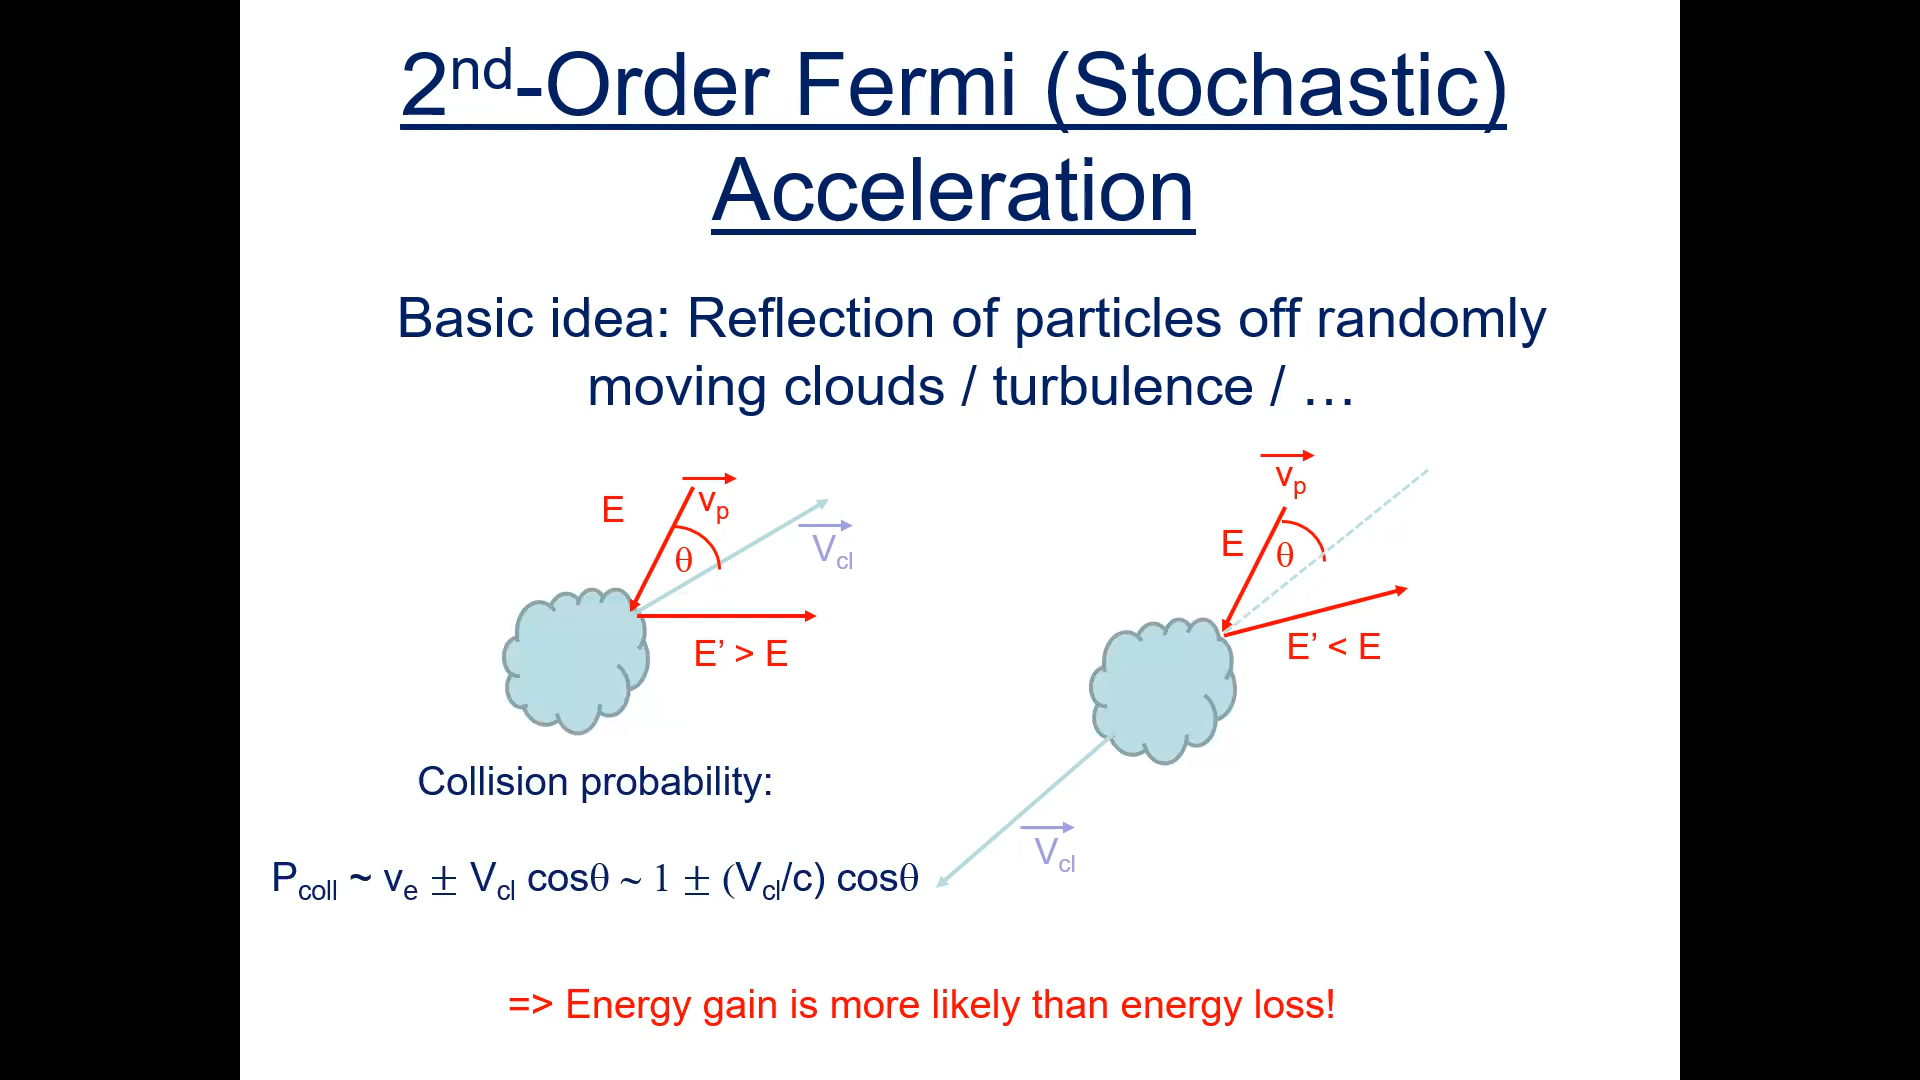 2nd-Order Fermi (Stochastic)
Acceleration
Basic idea: Reflection of particles off randomly
moving clouds / turbulence / …
E
vp
θ
Vcl
E’ > E
vp
E
θ
E’ < E
Vcl
Collision probability:
Pcoll ~ ve ± Vcl cosθ ~ 1 ± (Vcl/c) cosθ
=> Energy gain is more likely than energy loss!